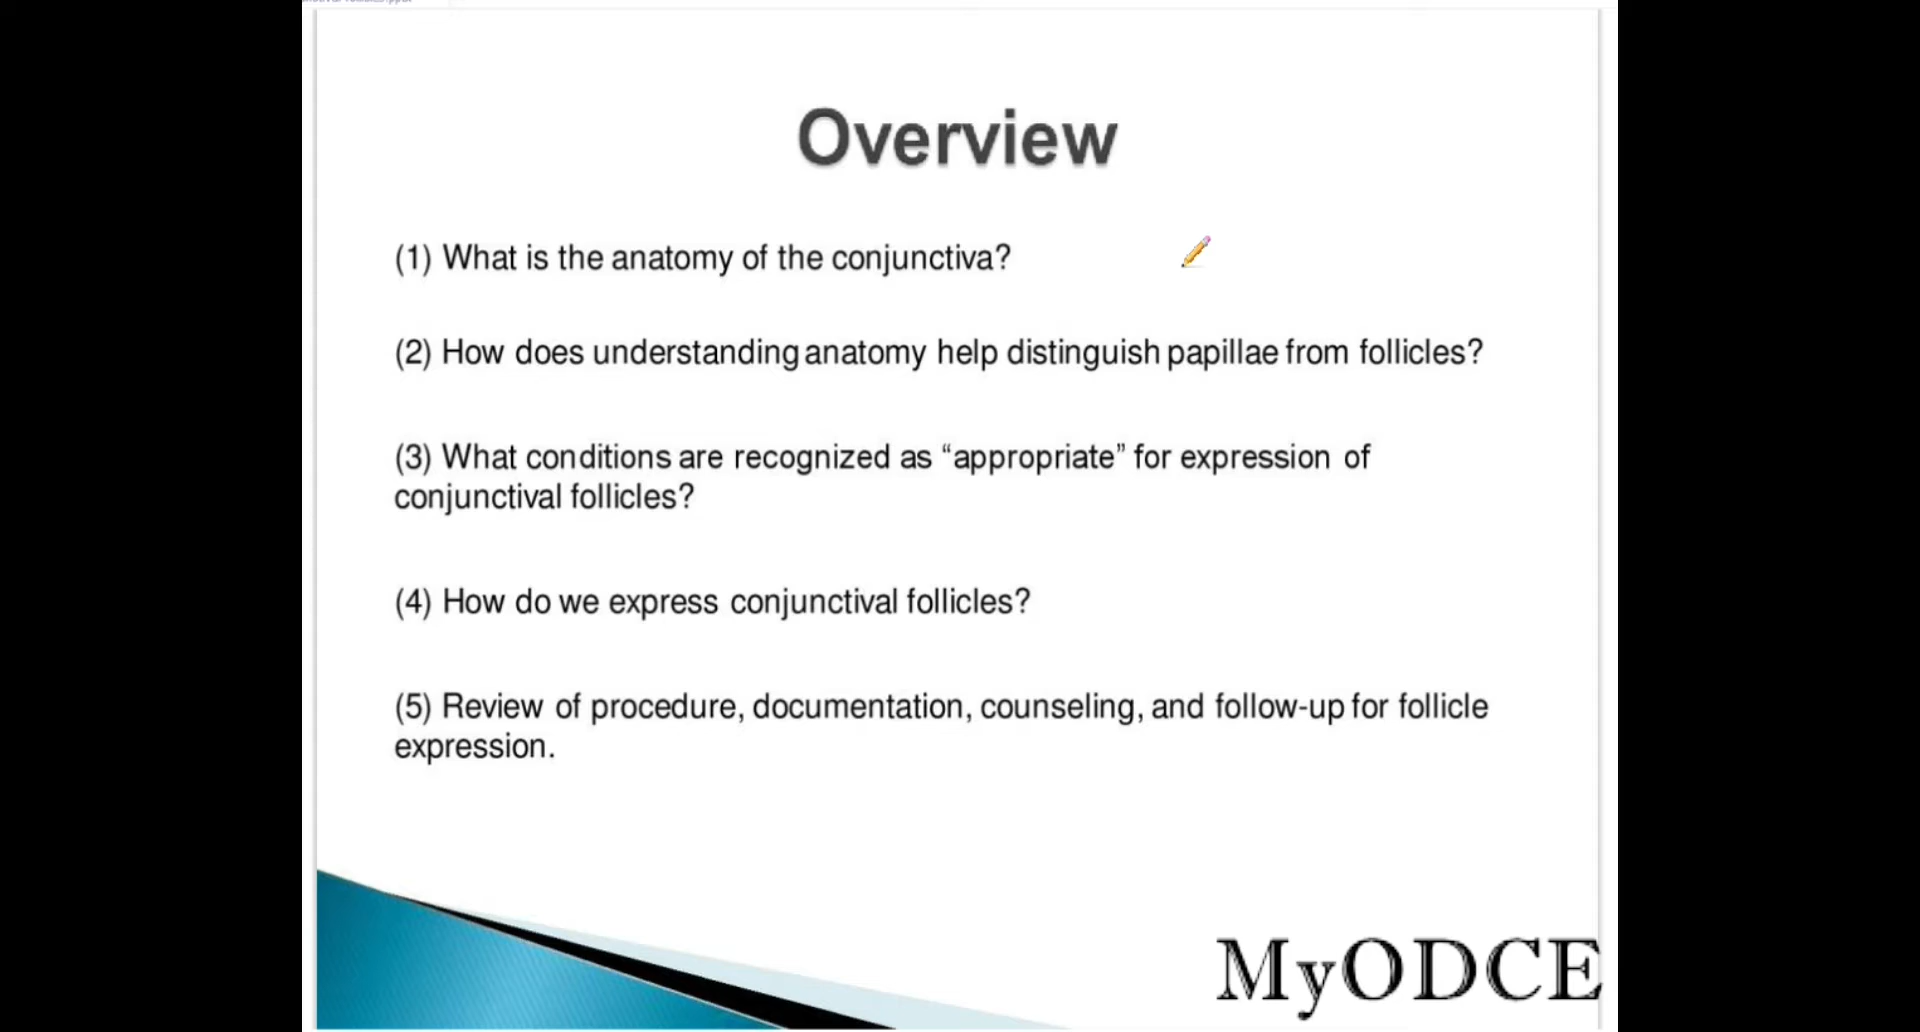 Overview
(1) What is the anatomy of the conjunctiva?
(2) How does understanding anatomy help distinguish papillae from follicles?
(3) What conditions are recognized as “appropriate” for expression of
conjunctival follicles?
(4) How do we express conjunctival follicles?
(5) Review of procedure, documentation, counseling, and follow-up for follicle
expression.
MyODCE